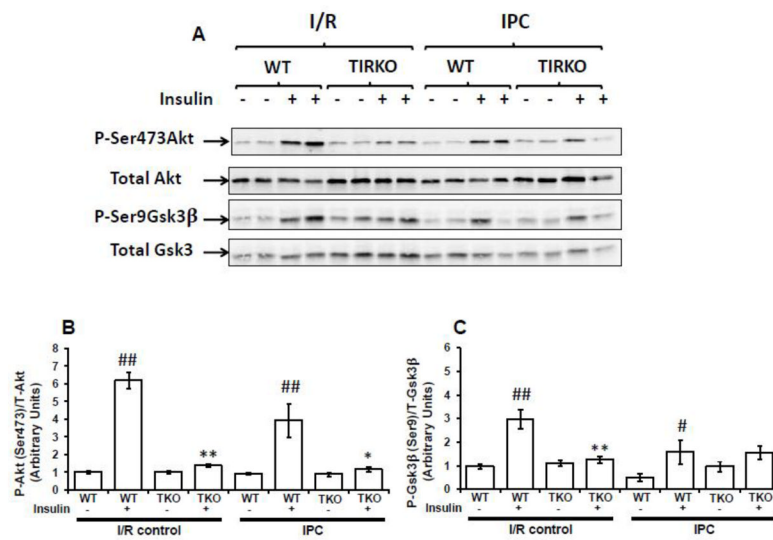 A
I/R IPC
WT TIRKO WT TIRKO
Insulin - - + + - - + + - - + + - - + +
P-Ser473Akt
Total Akt
P-Ser9Gsk3β
Total Gsk3
B
P-Akt (Ser473)/T-Akt
(Arbitrary Units)
8
7
6
5
4
3
2
1
0
##
**
##
*
WT WT TKO TKO WT WT TKO TKO
Insulin - + - + - + - +
I/R control IPC
C
P-Gsk3β (Ser9)/T-Gsk3β
(Arbitrary Units)
6
5
4
3
2
1
0
##
**
#
WT WT TKO TKO WT WT TKO TKO
Insulin - + - + - + - +
I/R control IPC